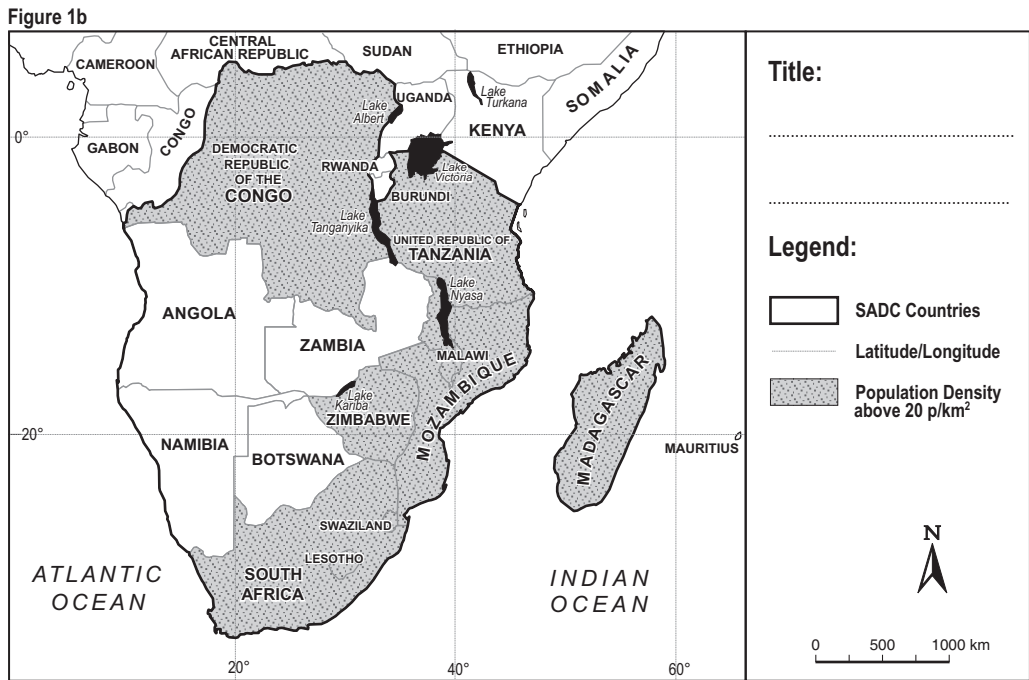 Figure 1b
CENTRAL
AFRICAN REPUBLIC
SUDAN
ETHIOPIA
CAMEROON
SOMALIA
Lake
Turkana
UGANDA
Lake
Albert
KENYA
CONGO
0°
GABON
DEMOCRATIC
REPUBLIC
OF THE
CONGO
RWANDA
Lake
Victoria
BURUNDI
Lake
Tanganyika
UNITED REPUBLIC OF
TANZANIA
Lake
Nyasa
ANGOLA
ZAMBIA
MALAWI
MOZAMBIQUE
Lake
Kariba
ZIMBABWE
MADAGASCAR
NAMIBIA
20°
BOTSWANA
MAURITIUS
SWAZILAND
LESOTHO
SOUTH
AFRICA
ATLANTIC
OCEAN
INDIAN
OCEAN
20°
40°
60°
Title:
Legend:
SADC Countries
Latitude/Longitude
Population Density
above 20 p/km²
N
0 500 1000 km